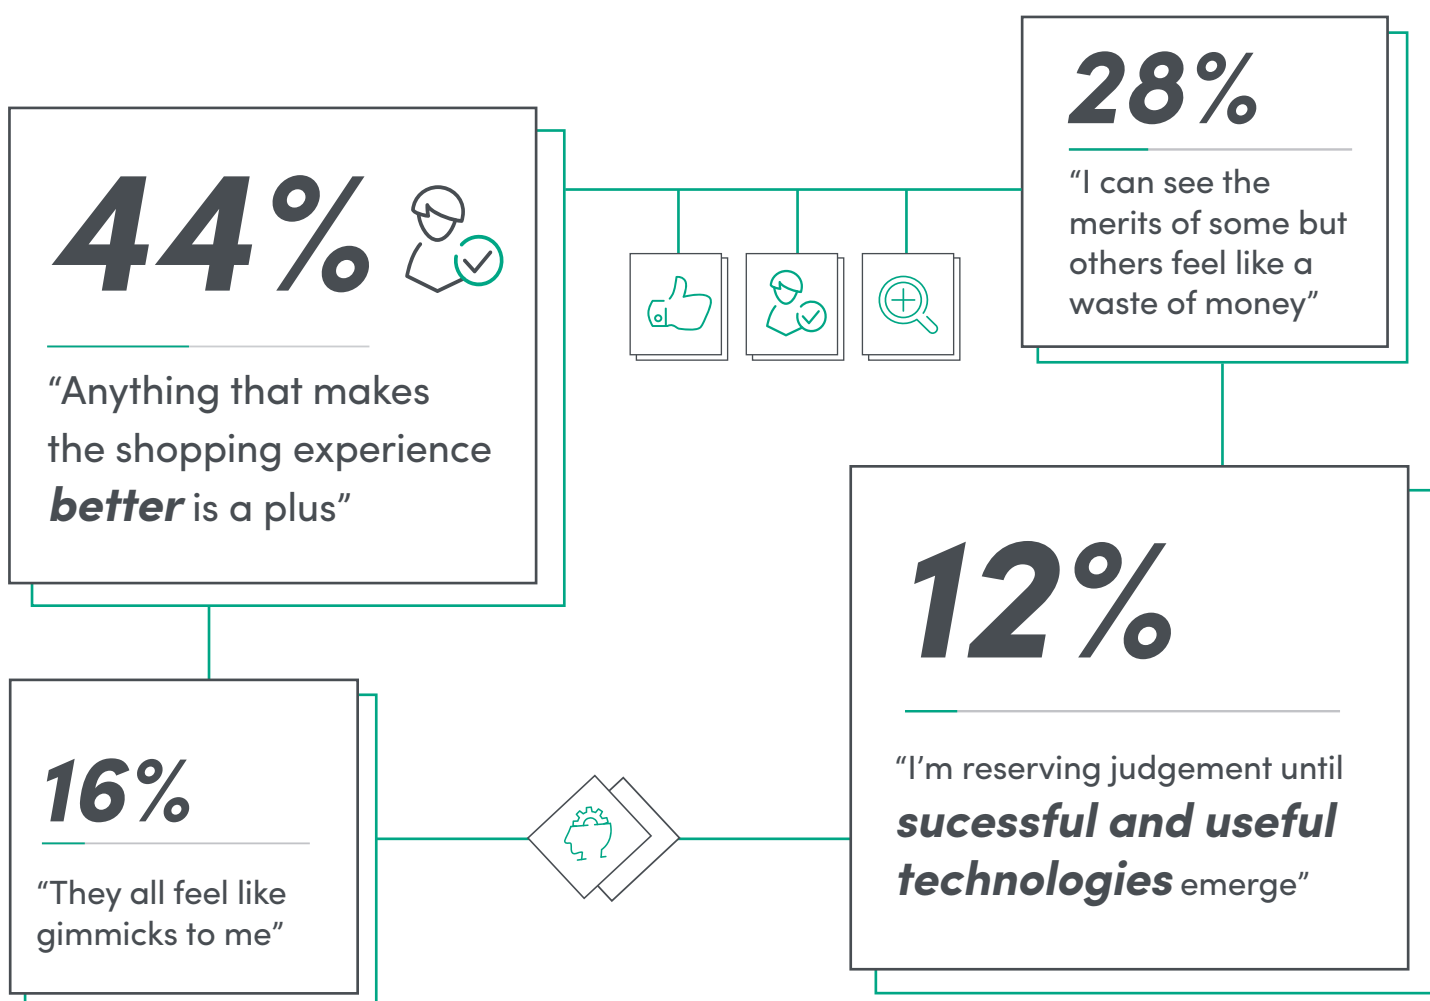 44%
“Anything that makes
the shopping experience
better is a plus”
28%
“I can see the
merits of some but
others feel like a
waste of money”
16%
“They all feel like
gimmicks to me”
12%
“I’m reserving judgement until
sucessful and useful
technologies emerge”